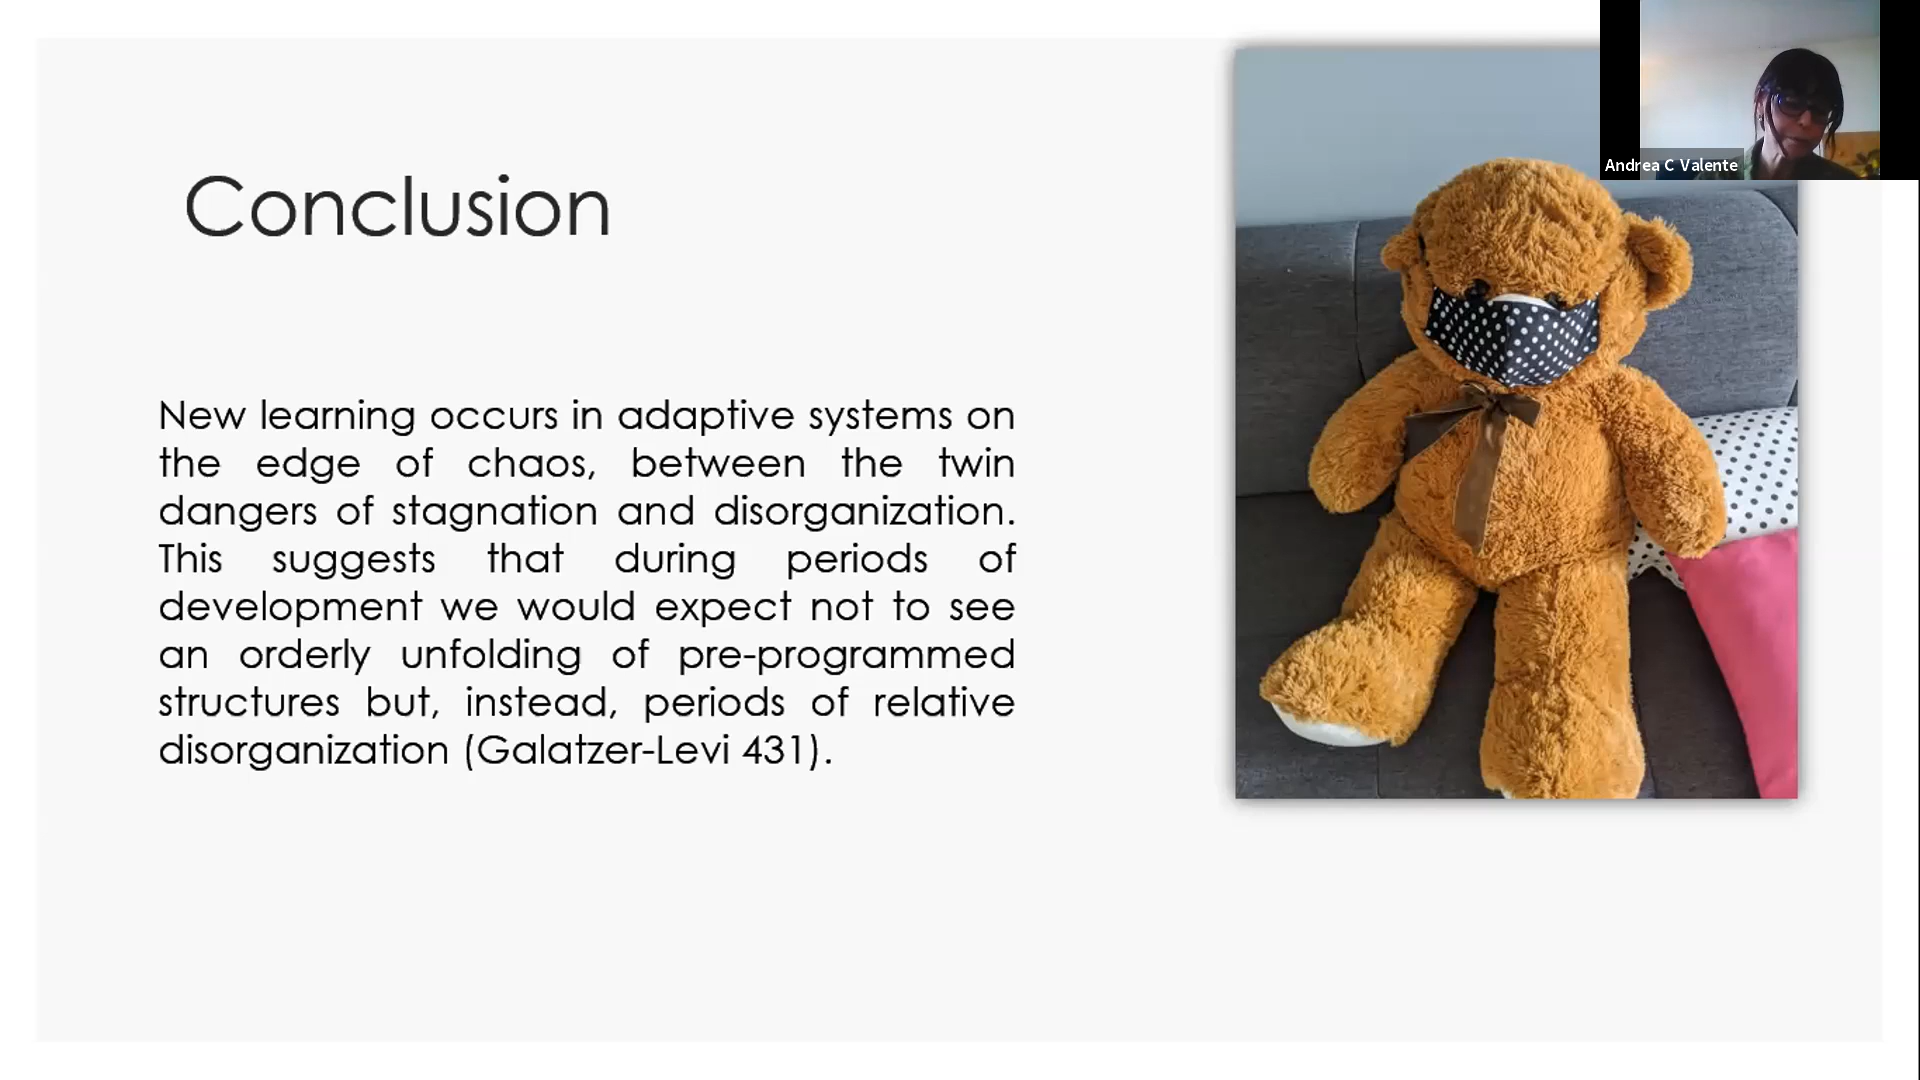 Conclusion
New learning occurs in adaptive systems on
the edge of chaos, between the twin
dangers of stagnation and disorganization.
This suggests that during periods of
development we would expect not to see
an orderly unfolding of pre-programmed
structures but, instead, periods of relative
disorganization (Galatzer-Levi 431).
Andrea C Valente